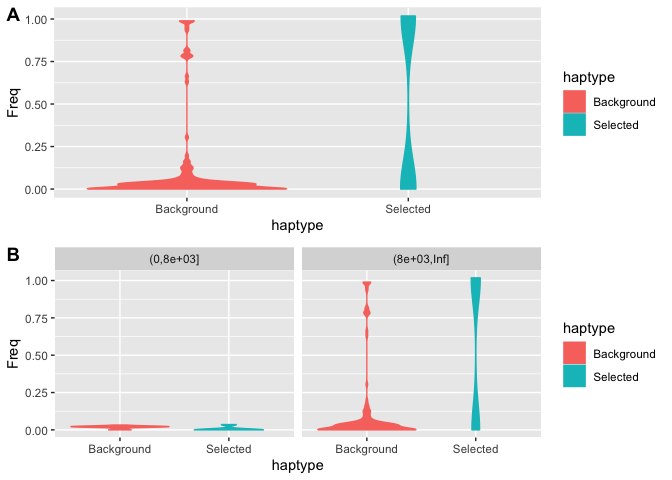 A
1.00
0.75
0.50
0.25
0.00
Freq
Background
Selected
haptype
haptype
Background
Selected
B
(0,8e+03]
(8e+03,Inf]
1.00
0.75
0.50
0.25
0.00
Freq
Background
Selected
Background
Selected
haptype
haptype
Background
Selected